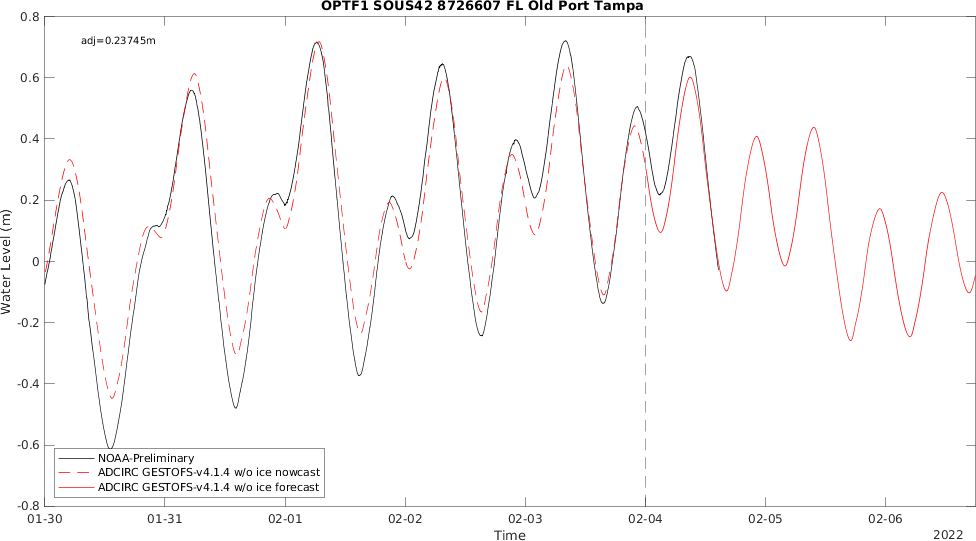 OPTF1 SOUS42 8726607 FL Old Port Tampa
adj=0.23745m
0.8
0.6
0.4
0.2
0
-0.2
-0.4
-0.6
-0.8
Water Level (m)
NOAA-Preliminary
ADCIRC GESTOFS-v4.1.4 w/o ice nowcast
ADCIRC GESTOFS-v4.1.4 w/o ice forecast
01-30 01-31 02-01 02-02 02-03 02-04 02-05 02-06
Time
2022